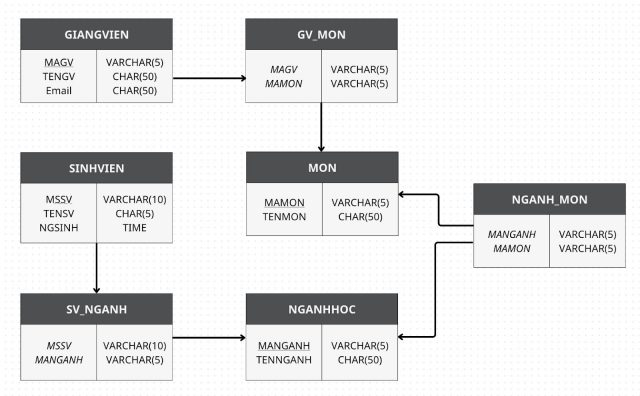 GIANGVIEN
MAGV VARCHAR(5)
TENGV CHAR(50)
Email CHAR(50)
GV_MON
MAGV VARCHAR(5)
MAMON VARCHAR(5)
SINHVIEN
MSSV VARCHAR(10)
TENSV CHAR(5)
NGSINH TIME
MON
MAMON VARCHAR(5)
TENMON CHAR(50)
NGANH_MON
MANGANH VARCHAR(5)
MAMON VARCHAR(5)
SV_NGANH
MSSV VARCHAR(10)
MANGANH VARCHAR(5)
NGANHHOC
MANGANH VARCHAR(5)
TENNGANH CHAR(50)